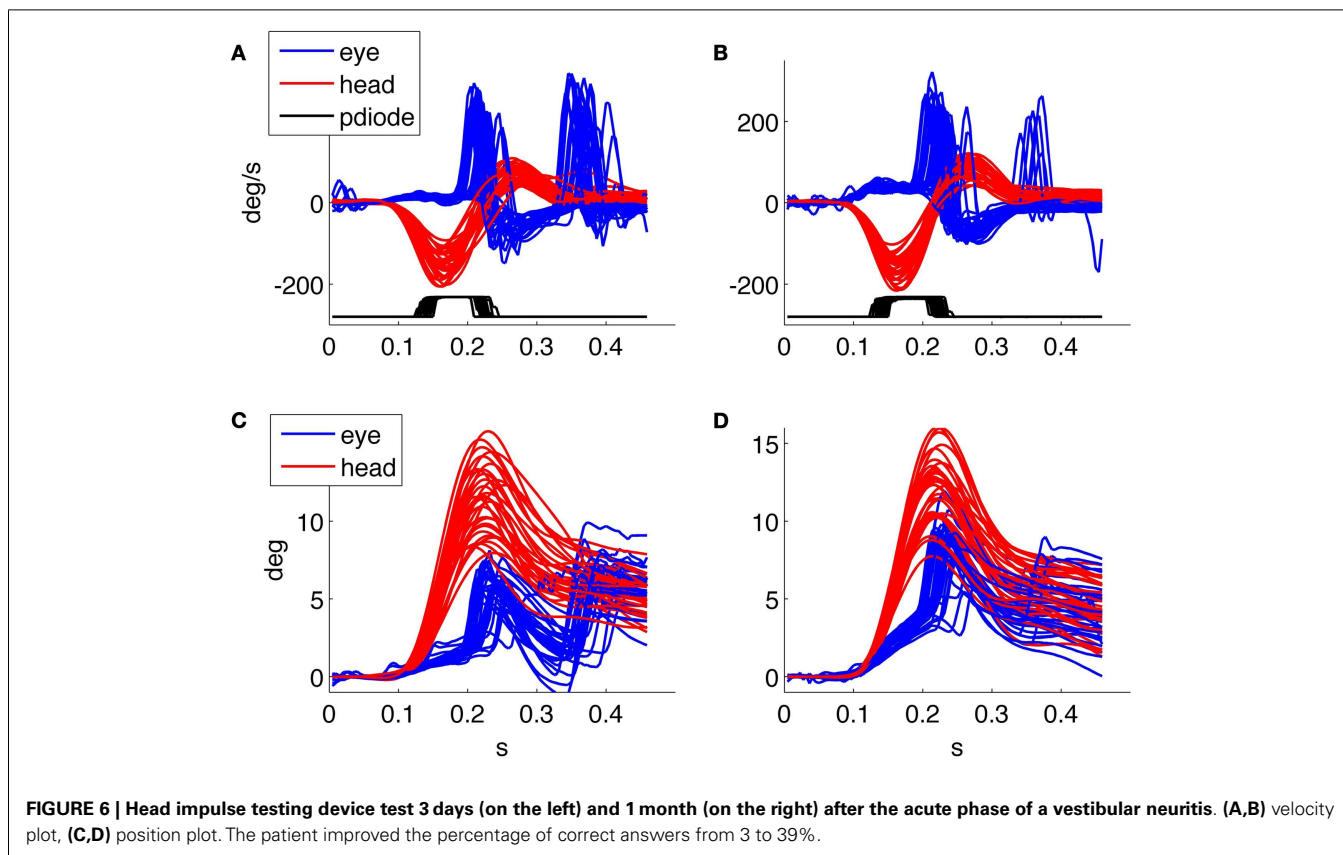 A
eye
head
pdiode
deg/s
0
-200
0 0.1 0.2 0.3 0.4
B
200
0
-200
0 0.1 0.2 0.3 0.4
C
eye
head
deg
10
5
0
0 0.1 0.2 0.3 0.4
s
D
15
10
5
0
0 0.1 0.2 0.3 0.4
s
FIGURE 6 | Head impulse testing device test 3 days (on the left) and 1 month (on the right) after the acute phase of a vestibular neuritis. (A,B) velocity
plot, (C,D) position plot. The patient improved the percentage of correct answers from 3 to 39%.